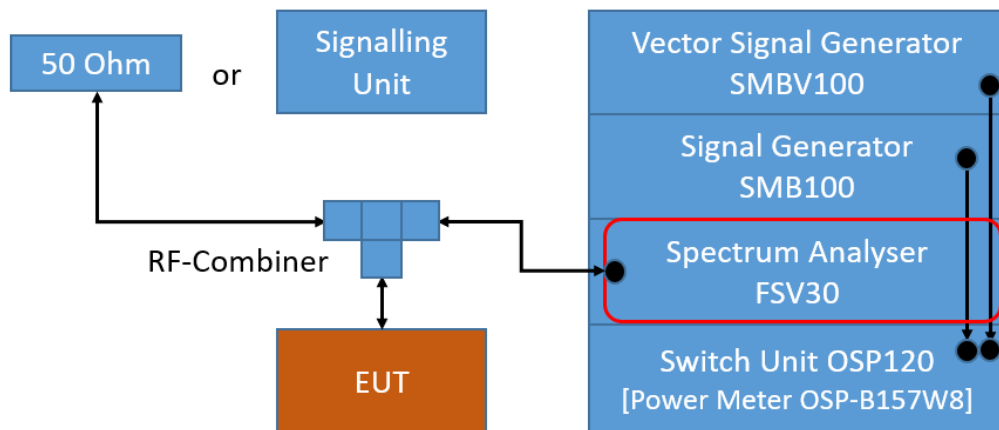 50 Ohm
or
Signalling
Unit
RF-Combiner
EUT
Vector Signal Generator
SMBV100
Signal Generator
SMB100
Spectrum Analyser
FSV30
Switch Unit OSP120
[Power Meter OSP-B157W8]